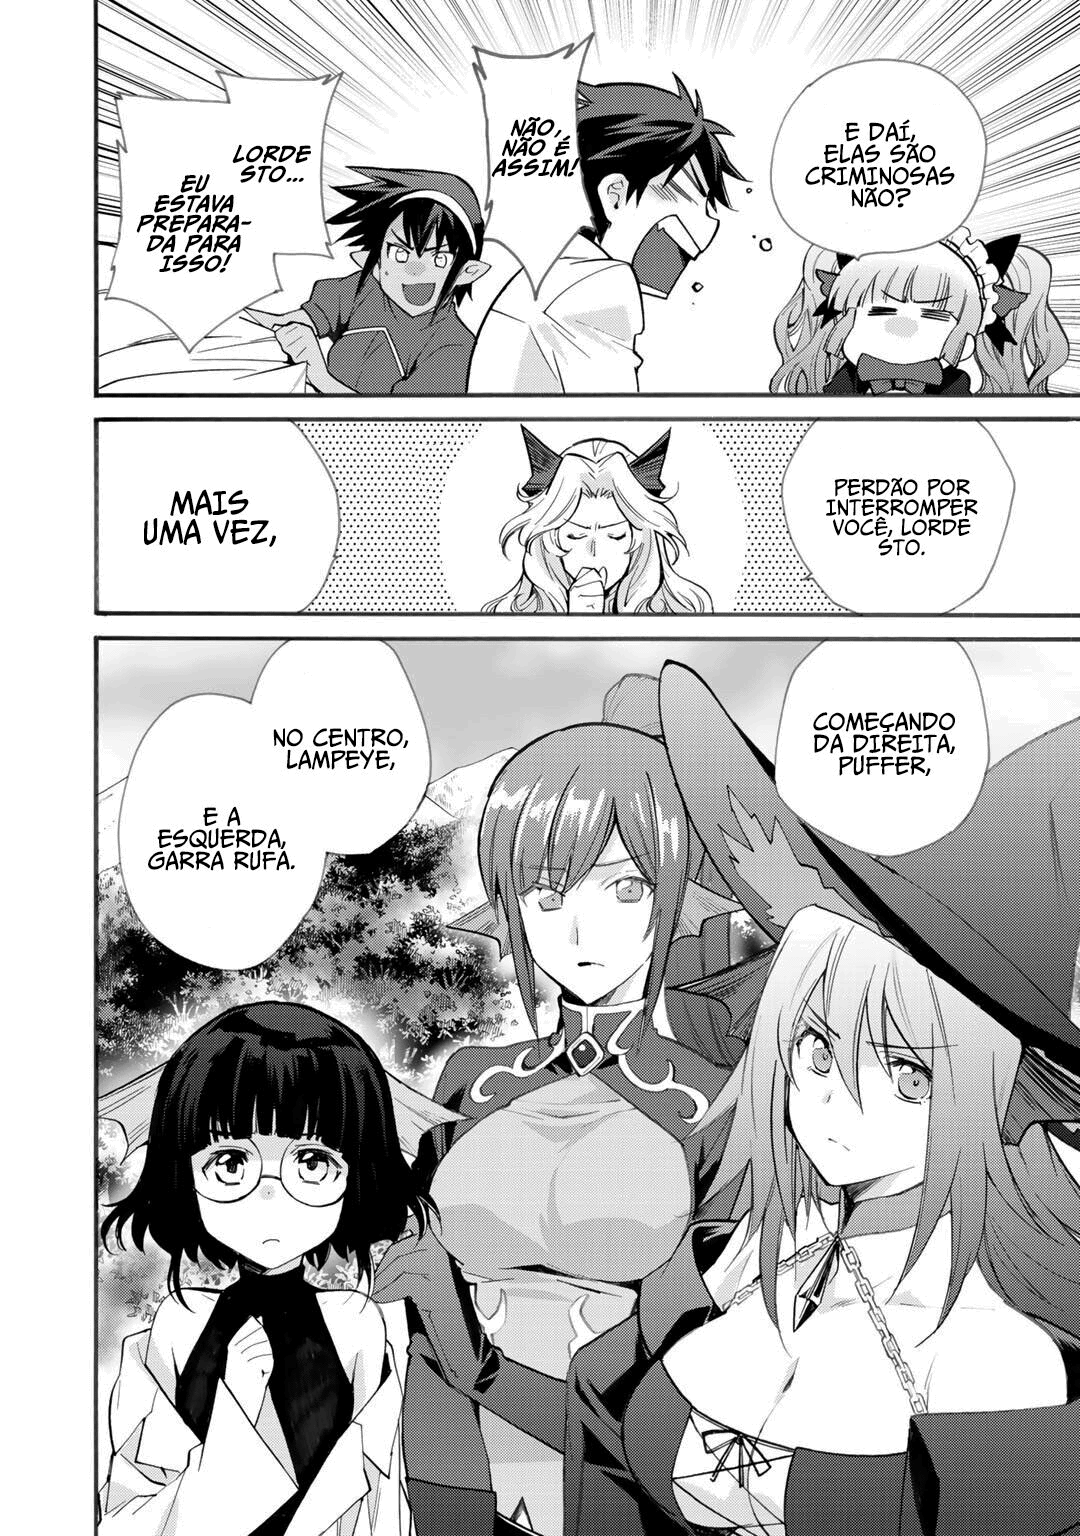 E DAÍ,
ELAS SÃO
CRIMINOSAS
NÃO?
NÃO,
NÃO É
ASSIM!
LORDE
STO...
EU
ESTAVA
PREPARA-
DA PARA
ISSO!
PERDÃO POR
INTERROMPER
VOCÊ, LORDE
STO.
MAIS
UMA VEZ,
COMEÇANDO
DA DIREITA,
PUFFER,
NO CENTRO,
LAMPEYE,
E A
ESQUERDA,
GARRA RUFA.